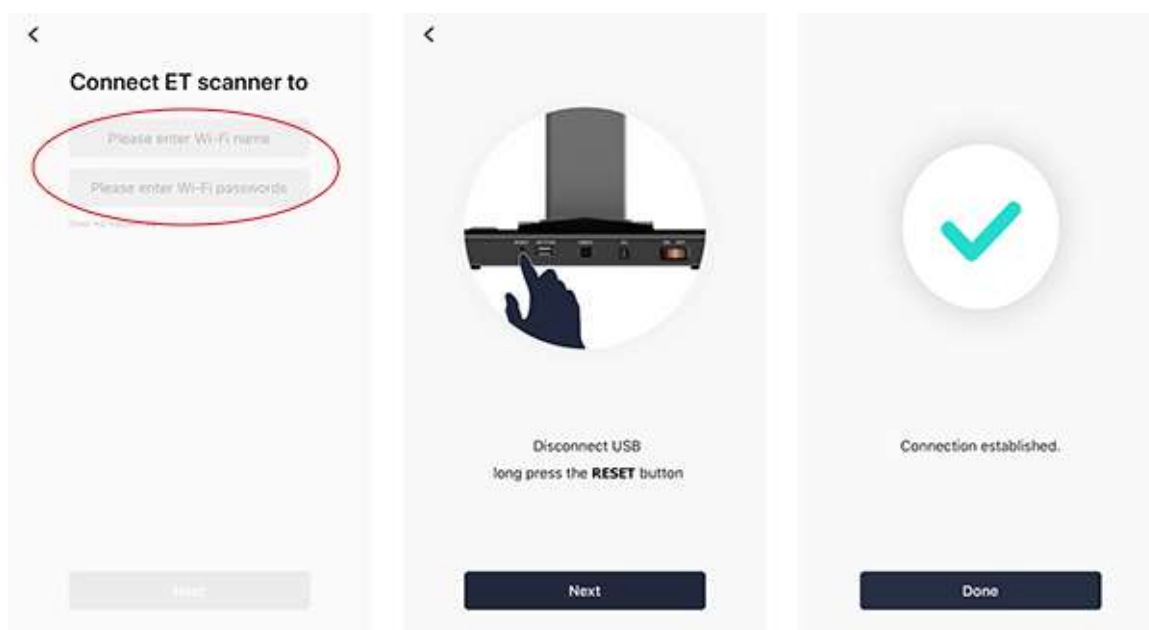 Connect ET scanner to
Please enter Wi-Fi name
Please enter Wi-Fi passwords
Next
Disconnect USB
long press the RESET button
Next
Connection established.
Done